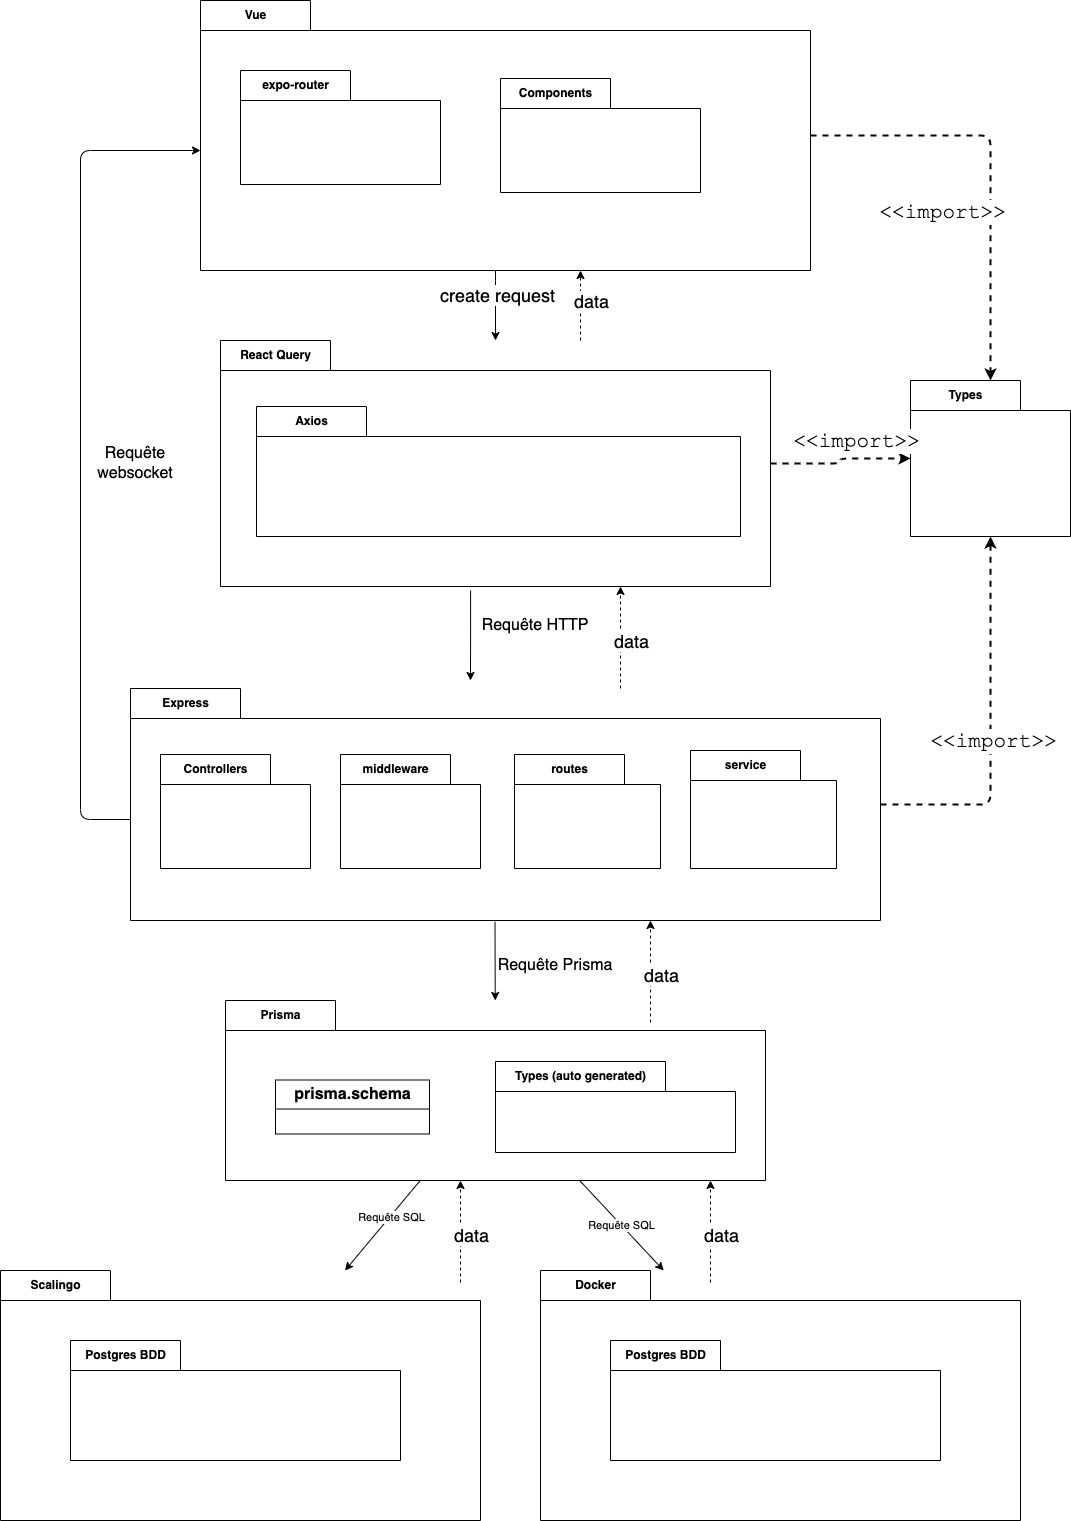 Vue
expo-router
Components
<<import>>
create request
data
React Query
Types
Axios
<<import>>
Requête
websocket
Requête HTTP
data
Express
<<import>>
Controllers
middleware
routes
service
Requête Prisma
data
Prisma
prisma.schema
Types (auto generated)
Requête SQL
data
Requête SQL
data
Scalingo
Docker
Postgres BDD
Postgres BDD